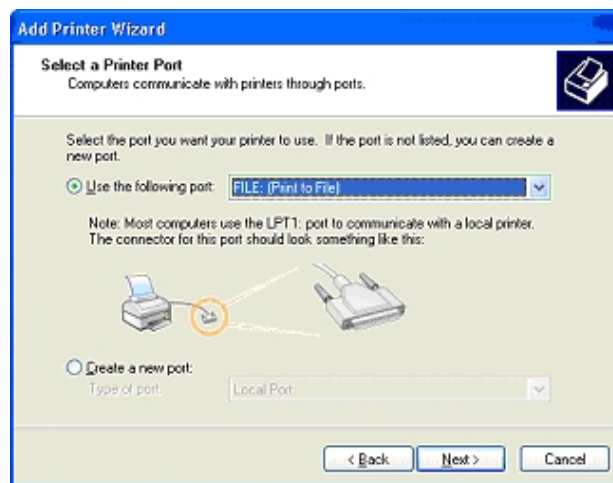 Add Printer Wizard
Select a Printer Port
Computers communicate with printers through ports.
Select the port you want your printer to use. If the port is not listed, you can create a
new port.
Use the following port:
FILE: (Print to File)
Note: Most computers use the LPT1: port to communicate with a local printer.
The connector for this port should look something like this:
Create a new port:
Type of port:
Local Port
< Back
Next >
Cancel